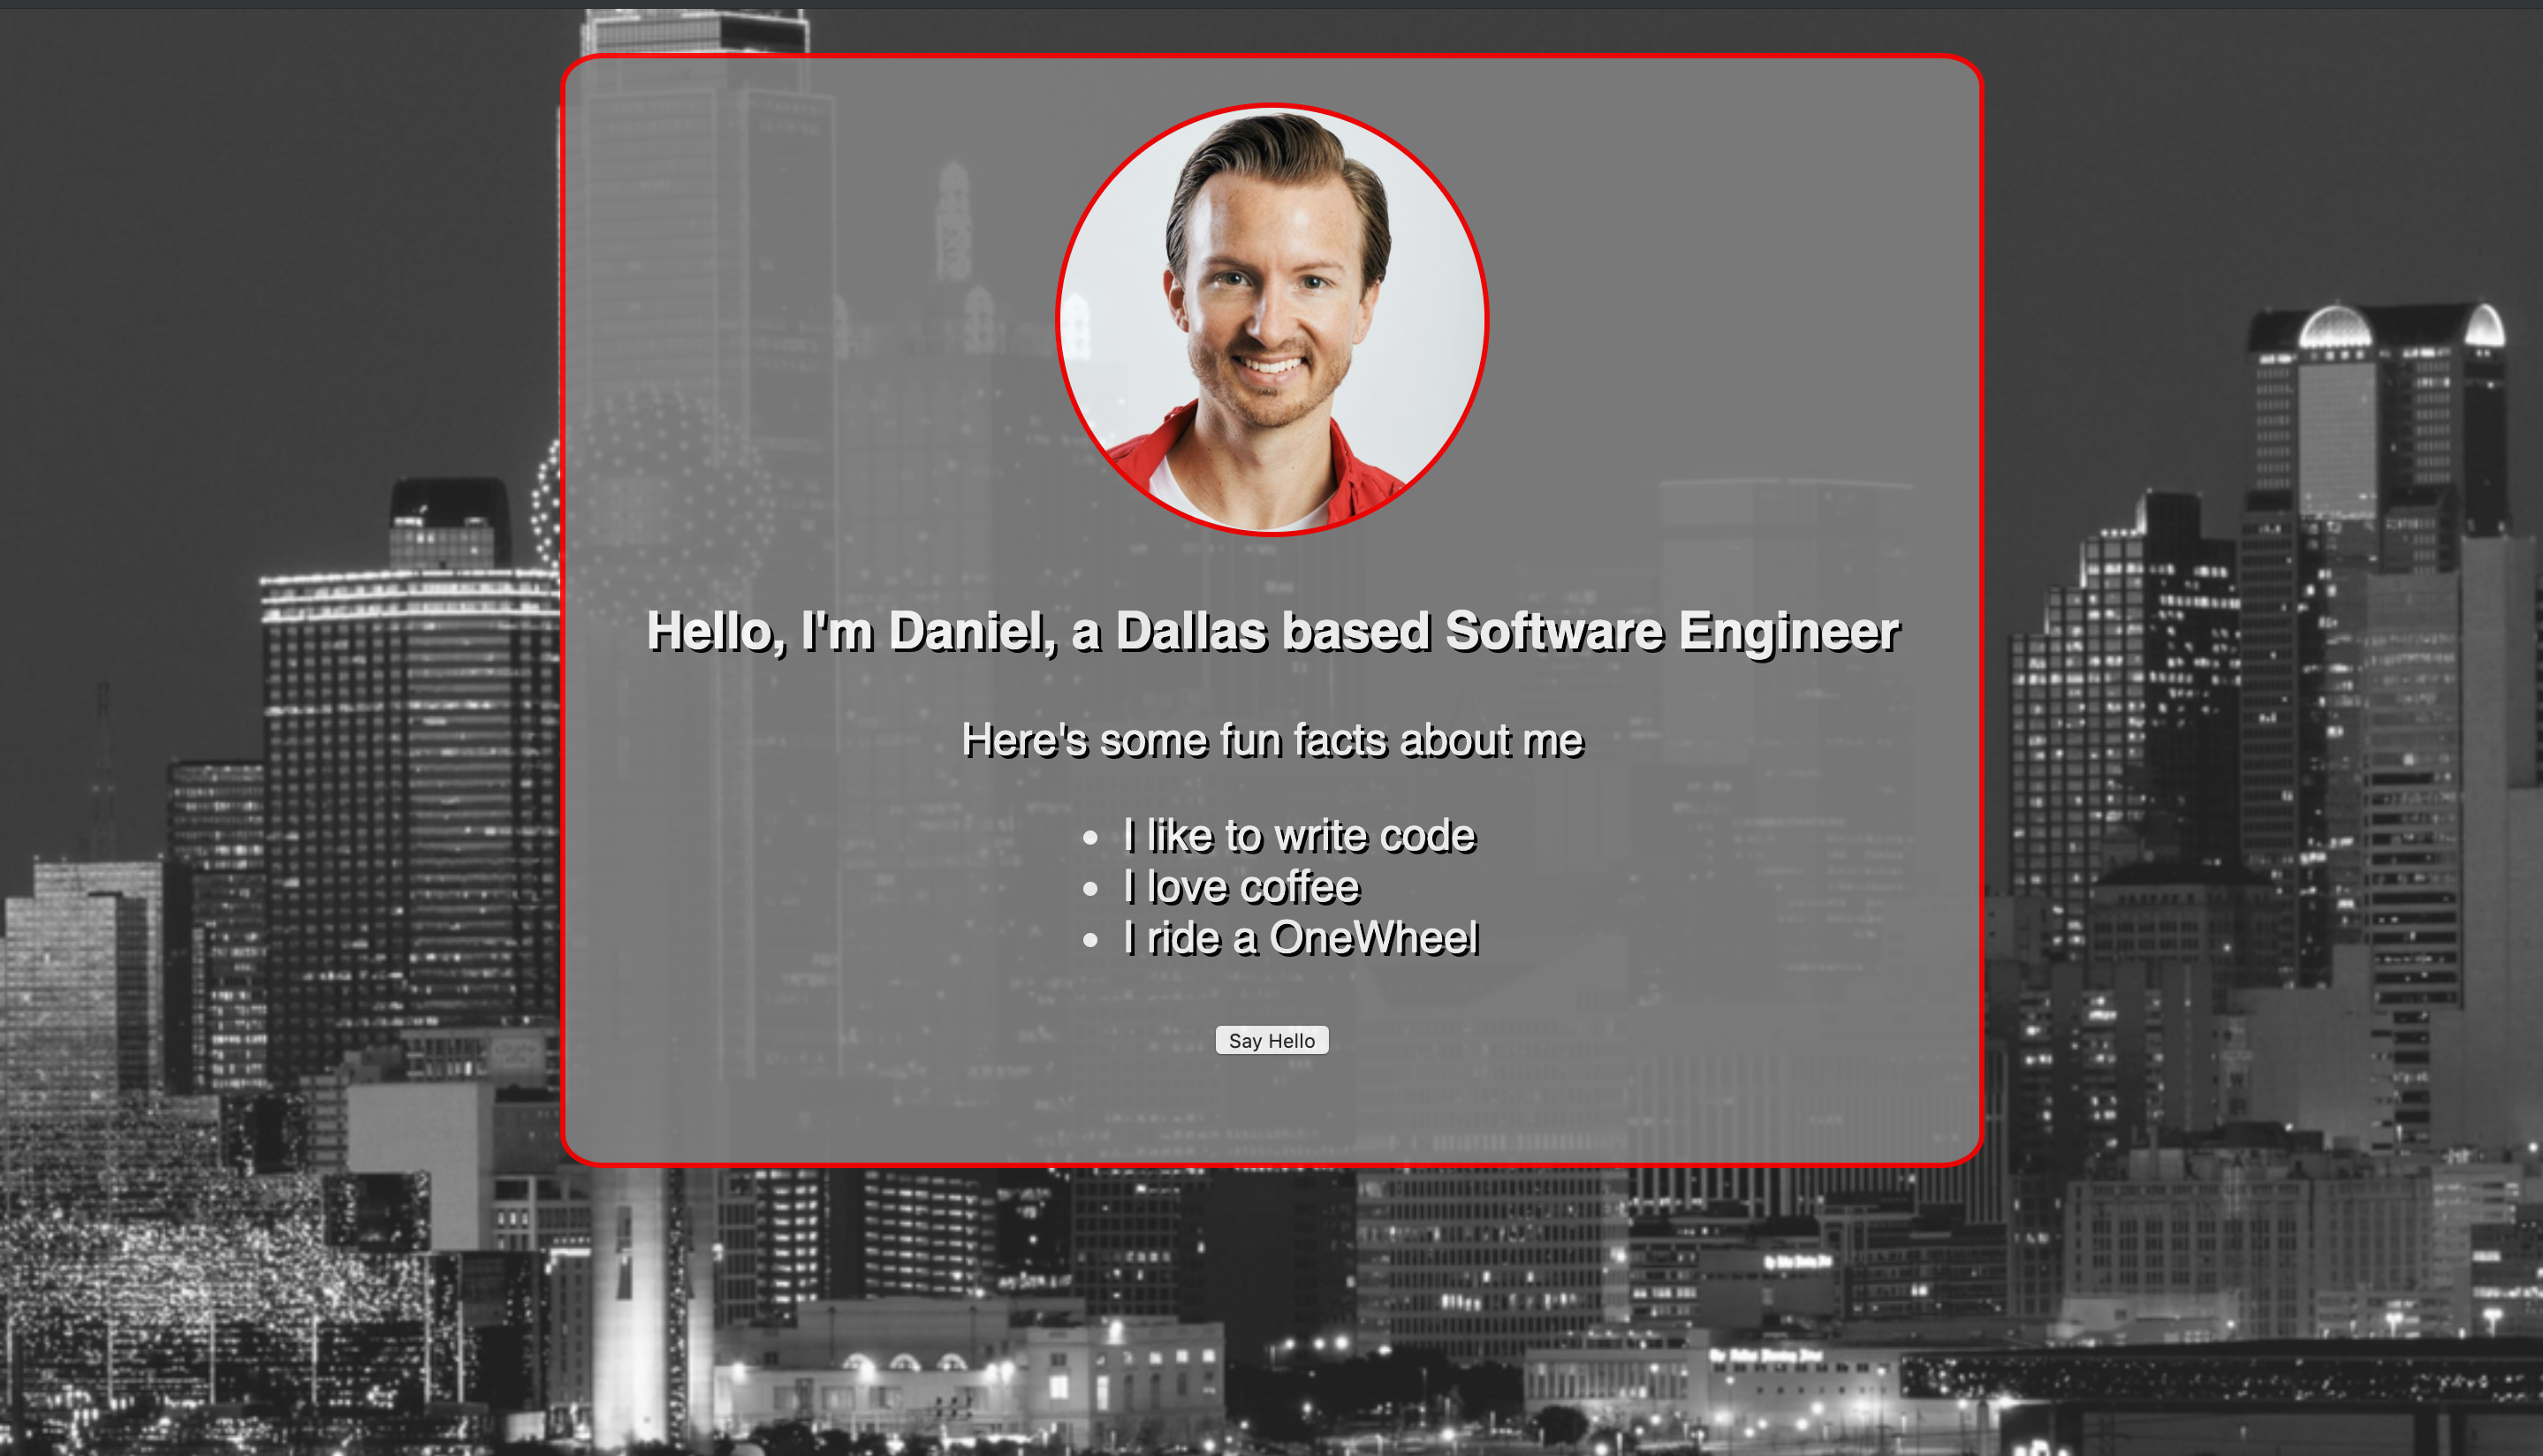 Hello, I'm Daniel, a Dallas based Software Engineer
Here's some fun facts about me
• I like to write code
• I love coffee
• I ride a OneWheel
Say Hello